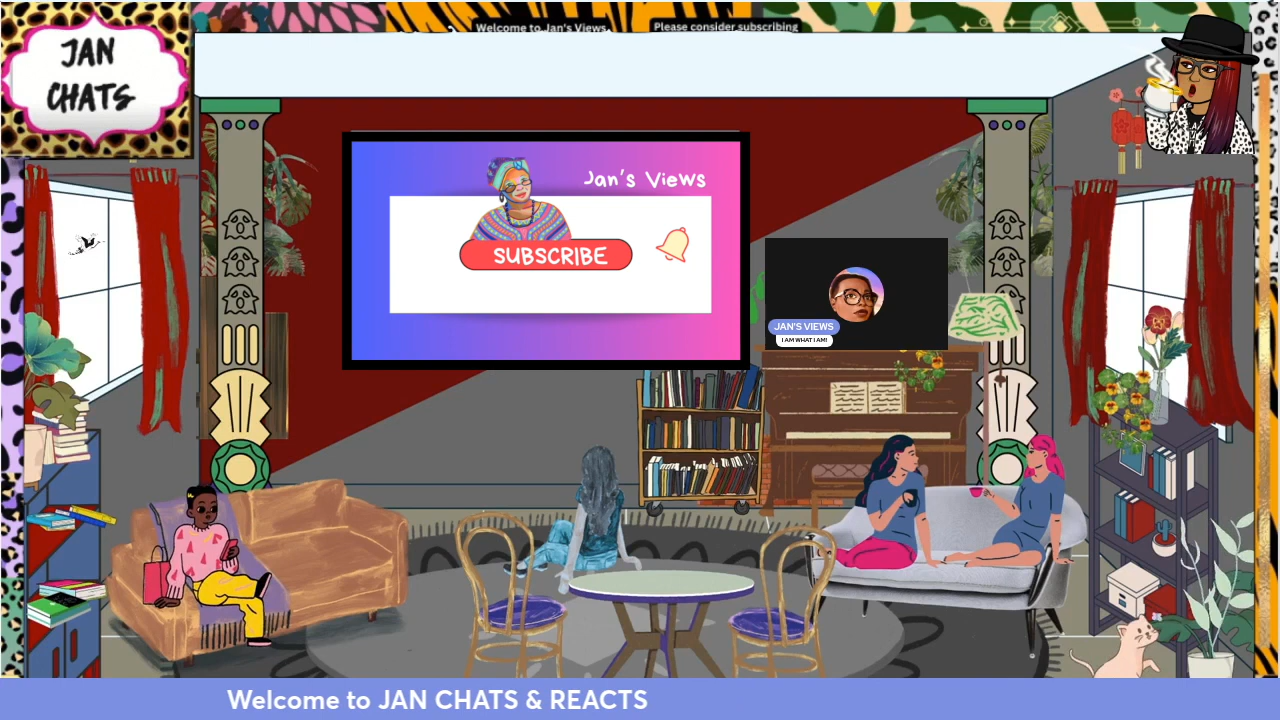 Welcome to Jan's Views
Please consider subscribing
JAN
CHATS
Jan's Views
SUBSCRIBE
JAN'S VIEWS
I AM WHAT I AM!
Welcome to JAN CHATS & REACTS